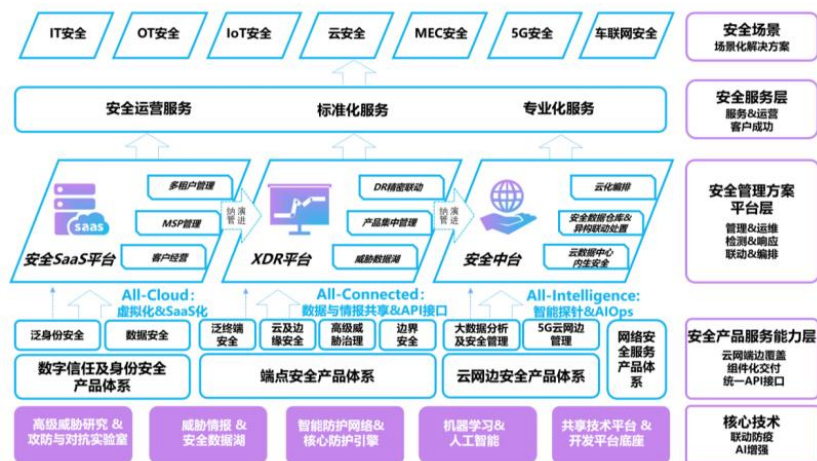 IT安全
OT安全
IoT安全
云安全
MEC安全
5G安全
车联网安全
安全场景
场景化解决方案
安全运营服务
标准化服务
专业化服务
安全服务层
服务&运营
客户成功
多租户管理
MSP管理
客户经营
saas
安全SaaS平台
纳管
演进
DR精密联动
产品集中管理
威胁数据湖
XDR平台
纳管
演进
云化编排
安全数据仓库&
异构联动处置
云数据中心
内生安全
安全中台
安全管理方案
平台层
管理&运维
检测&响应
联动&编排
All-Cloud:
虚拟化&SaaS化
All-Connected:
数据与情报共享&API接口
All-Intelligence:
智能探针&AIOps
泛身份安全
数据安全
数字信任及身份安全
产品体系
泛终端
安全
云及边
缘安全
高级威
胁治理
边界
安全
端点安全产品体系
大数据分析
及安全管理
5G云网边
管理
云网边安全产品体系
网络安
全服务
产品体
系
安全产品服务能力层
云网端边覆盖
组件化交付
统一API接口
高级威胁研究 &
攻防与对抗实验室
威胁情报 &
安全数据湖
智能防护网络&
核心防护引擎
机器学习&
人工智能
共享技术平台 &
开发平台底座
核心技术
联动防疫
AI增强